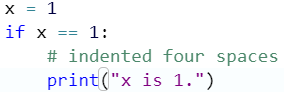 x = 1
if x == 1:
    # indented four spaces
    print("x is 1.")